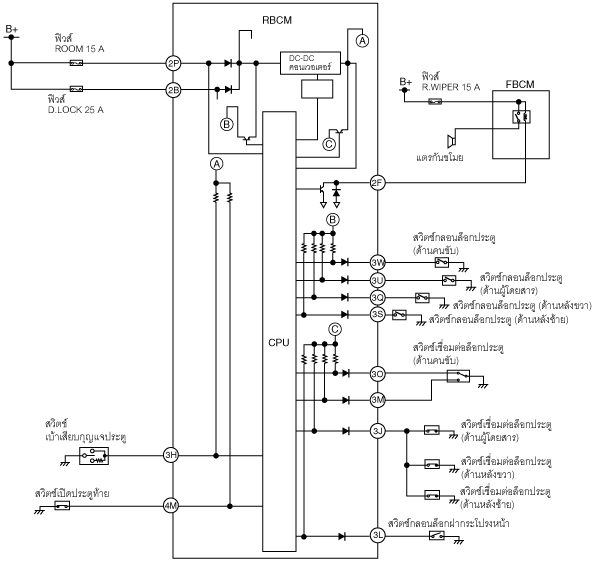 RBCM
B+
ฟิวส์
ROOM 15 A
2P
ฟิวส์
D.LOCK 25 A
2B
DC-DC
คอนเวอเตอร์
A
B
C
B+
ฟิวส์
R.WIPER 15 A
FBCM
แตรกันขโมย
A
2F
B
สวิตช์กลอนล็อกประตู
(ด้านคนขับ)
3W
สวิตช์กลอนล็อกประตู
(ด้านผู้โดยสาร)
3U
3Q
สวิตช์กลอนล็อกประตู (ด้านหลังขวา)
3S
สวิตช์กลอนล็อกประตู (ด้านหลังซ้าย)
CPU
C
สวิตช์เชื่อมต่อล็อกประตู
(ด้านคนขับ)
3O
3M
สวิตช์เชื่อมต่อล็อกประตู
(ด้านผู้โดยสาร)
3J
สวิตช์
เบ้าเสียบกุญแจประตู
3H
สวิตช์เชื่อมต่อล็อกประตู
(ด้านหลังขวา)
สวิตช์เปิดประตูท้าย
4M
สวิตช์เชื่อมต่อล็อกประตู
(ด้านหลังซ้าย)
สวิตช์กลอนล็อกฝากระโปรงหน้า
3L